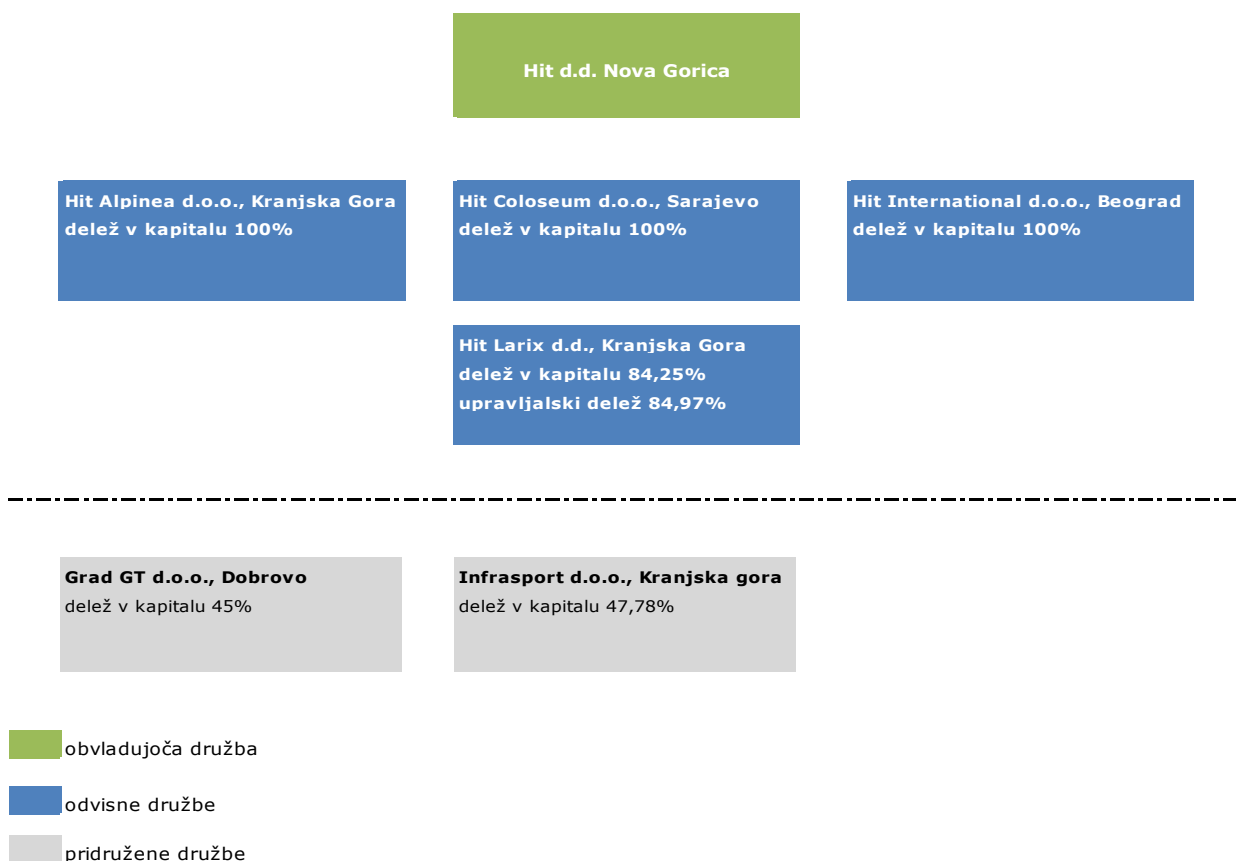 Hit d.d. Nova Gorica
Hit Alpinea d.o.o., Kranjska Gora
delež v kapitalu 100%
Hit Coloseum d.o.o., Sarajevo
delež v kapitalu 100%
Hit International d.o.o., Beograd
delež v kapitalu 100%
Hit Larix d.d., Kranjska Gora
delež v kapitalu 84,25%
upravljalski delež 84,97%
Grad GT d.o.o., Dobrovo
delež v kapitalu 45%
Infrasport d.o.o., Kranjska gora
delež v kapitalu 47,78%
obvladujoča družba
odvisne družbe
pridružene družbe